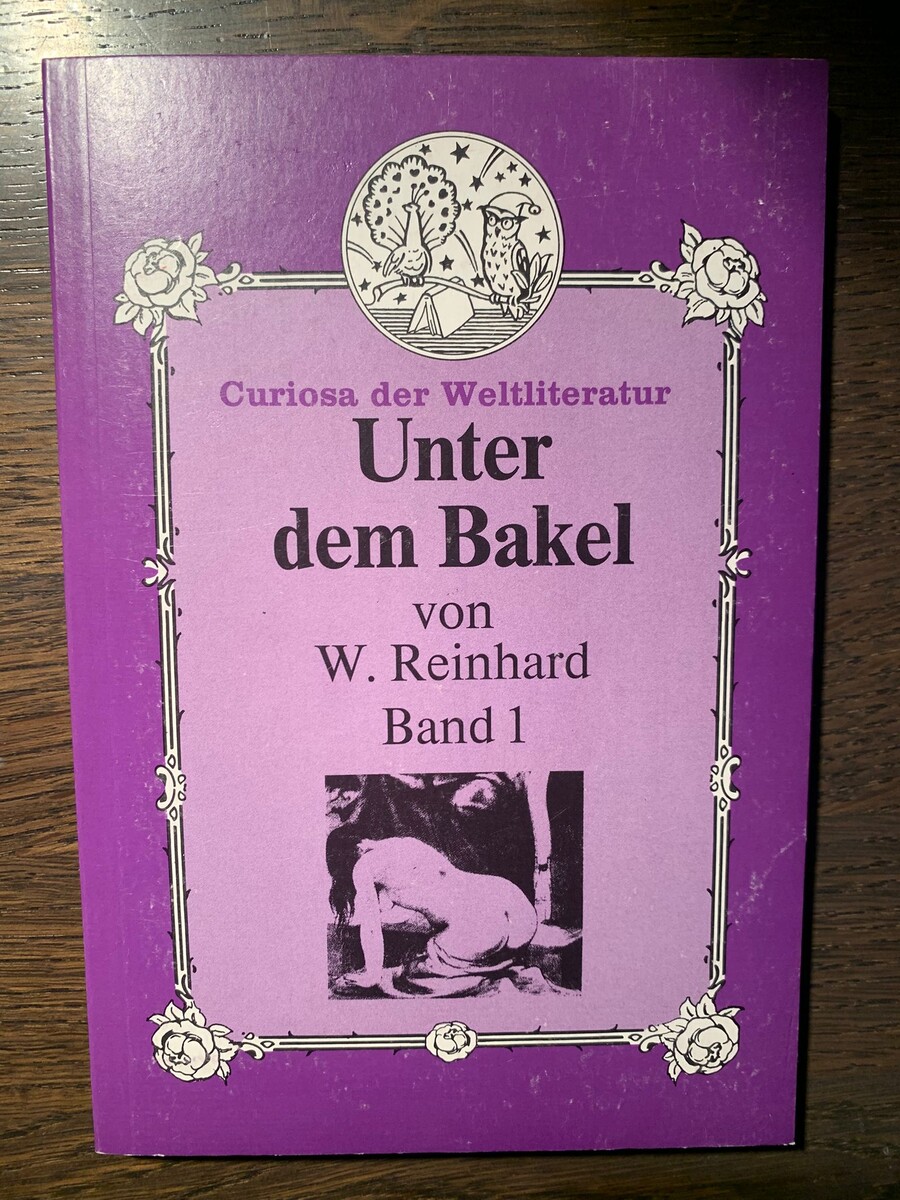 Curiosa der Weltliteratur
Unter
dem Bakel
von
W. Reinhard
Band 1